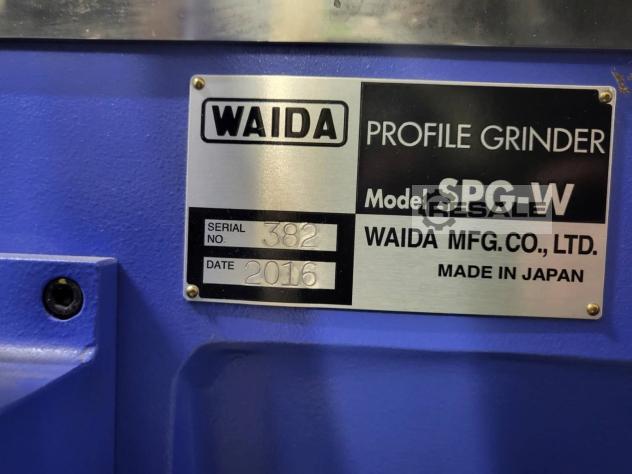 WAIDA
PROFILE GRINDER
Model SPG-W
RESALE
SERIAL NO. 382
DATE 2016
WAIDA MFG.CO.,LTD.
MADE IN JAPAN